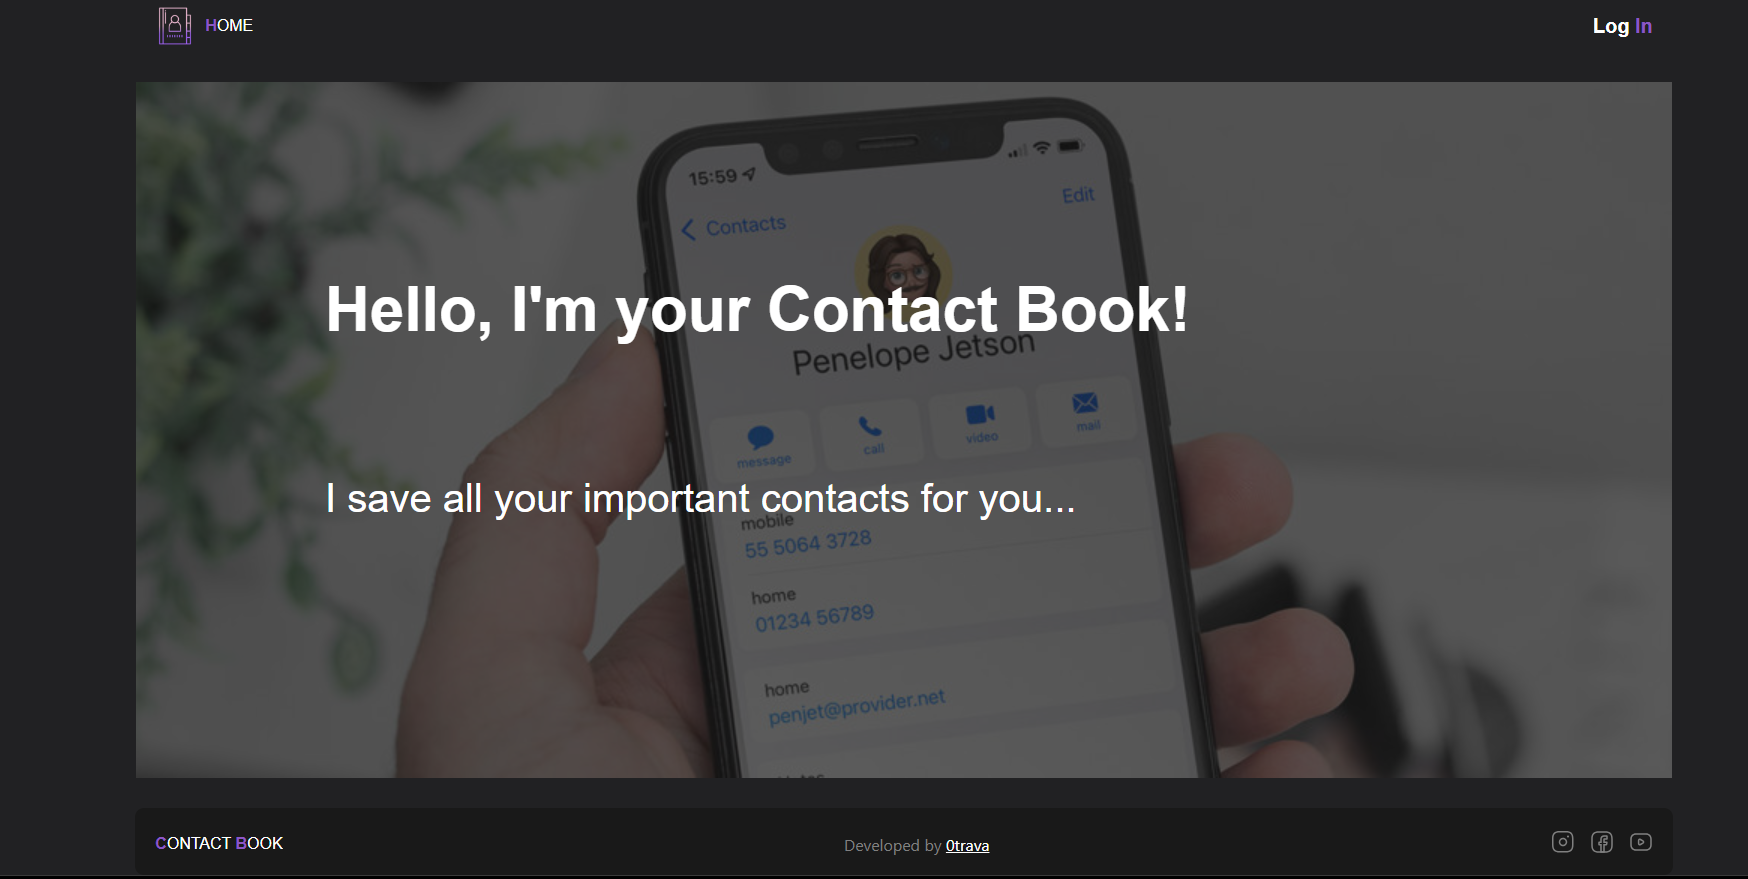 HOME
Log In
15:59
Edit
Contacts
Hello, I'm your Contact Book!
Penelope Jetson
message
call
video
mail
I save all your important contacts for you...
mobile
55 5064 3728
home
01234 56789
home
penjet@provider.net
CONTACT BOOK
Developed by 0trava